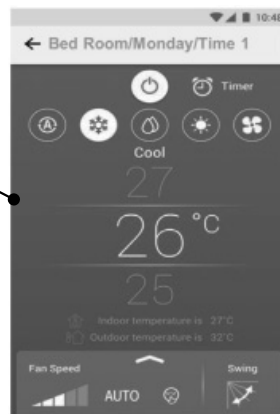 10:48
← Bed Room/Monday/Time 1
Timer
A
Cool
27
26°C
25
Indoor temperature is 27°C
Outdoor temperature is 32°C
Fan Speed
Swing
AUTO